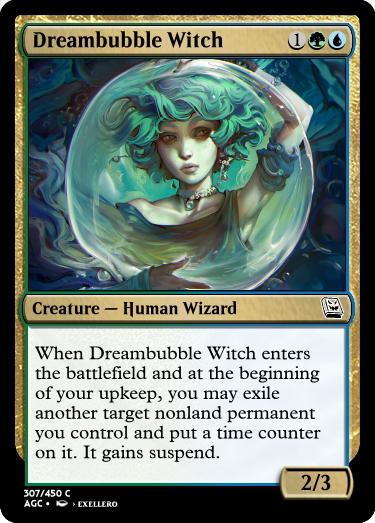 Dreambubble Witch 1
Creature — Human Wizard
When Dreambubble Witch enters
the battlefield and at the beginning
of your upkeep, you may exile
another target nonland permanent
you control and put a time counter
on it. It gains suspend.
2/3
307/450 C
AGC • EXELLERO